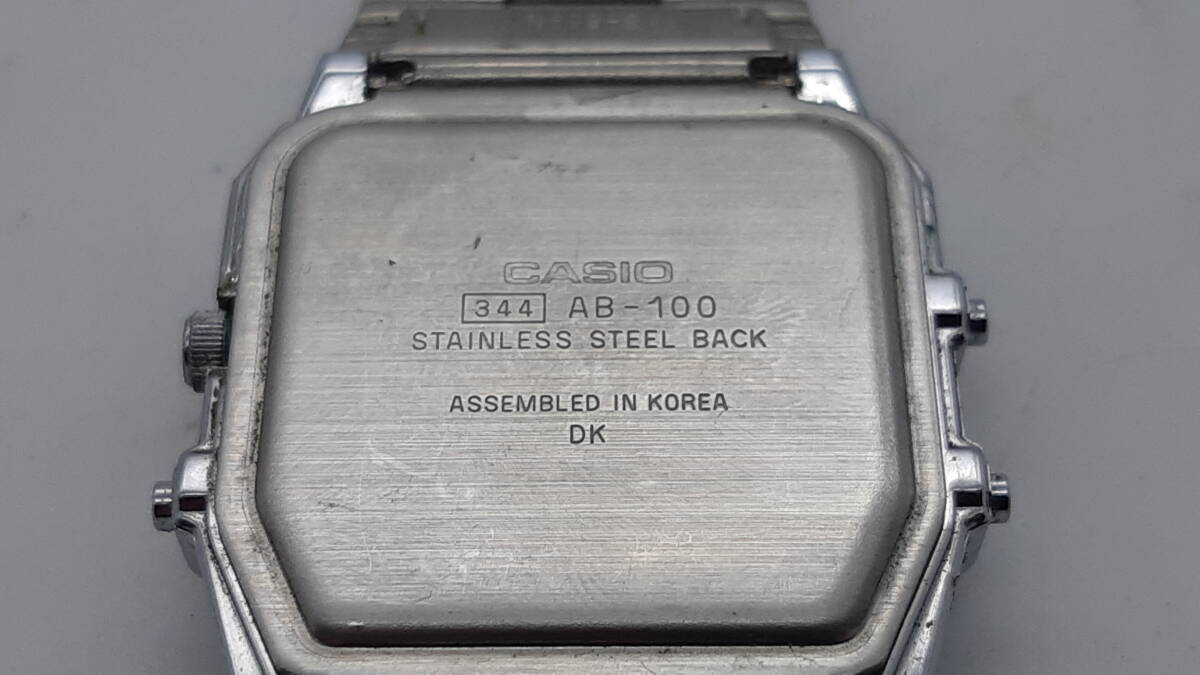 CASIO
344 AB-100
STAINLESS STEEL BACK
ASSEMBLED IN KOREA
DK